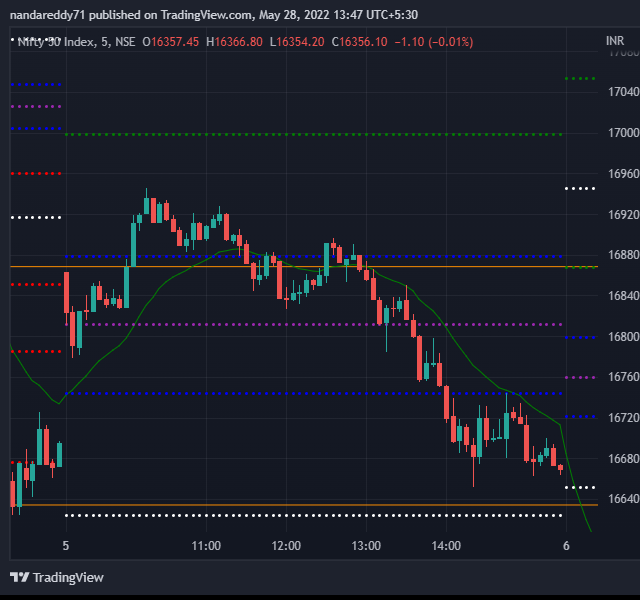 nandareddy71 published on TradingView.com, May 28, 2022 13:47 UTC+5:30
Nifty 50 Index, 5, NSE O16357.45 H16366.80 L16354.20 C16356.10 −1.10 (−0.01%)
INR
17080
17040
17000
16960
16920
16880
16840
16800
16760
16720
16680
16640
5 11:00 12:00 13:00 14:00 6
TradingView